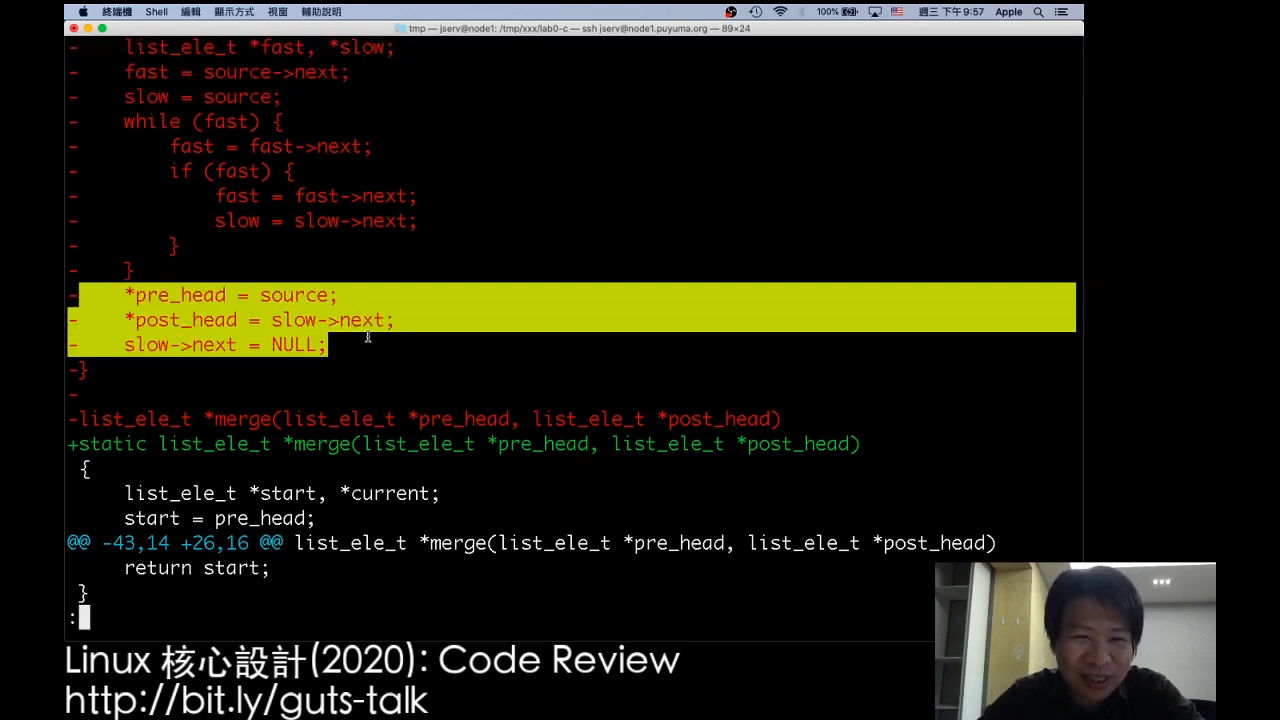 終端機 Shell 編輯 顯示方式 視窗 輔助說明 100% 週三 下午9:57 Apple
tmp — jserv@node1: /tmp/xxx/lab0-c — ssh jserv@node1.puyuma.org — 89×24
-    list_ele_t *fast, *slow;
-    fast = source->next;
-    slow = source;
-    while (fast) {
-        fast = fast->next;
-        if (fast) {
-            fast = fast->next;
-            slow = slow->next;
-        }
-    }
-    *pre_head = source;
-    *post_head = slow->next;
-    slow->next = NULL;
-}
-
-list_ele_t *merge(list_ele_t *pre_head, list_ele_t *post_head)
+static list_ele_t *merge(list_ele_t *pre_head, list_ele_t *post_head)
 {
     list_ele_t *start, *current;
     start = pre_head;
@@ -43,14 +26,16 @@ list_ele_t *merge(list_ele_t *pre_head, list_ele_t *post_head)
     return start;
 }
:
Linux 核心設計(2020): Code Review
http://bit.ly/guts-talk